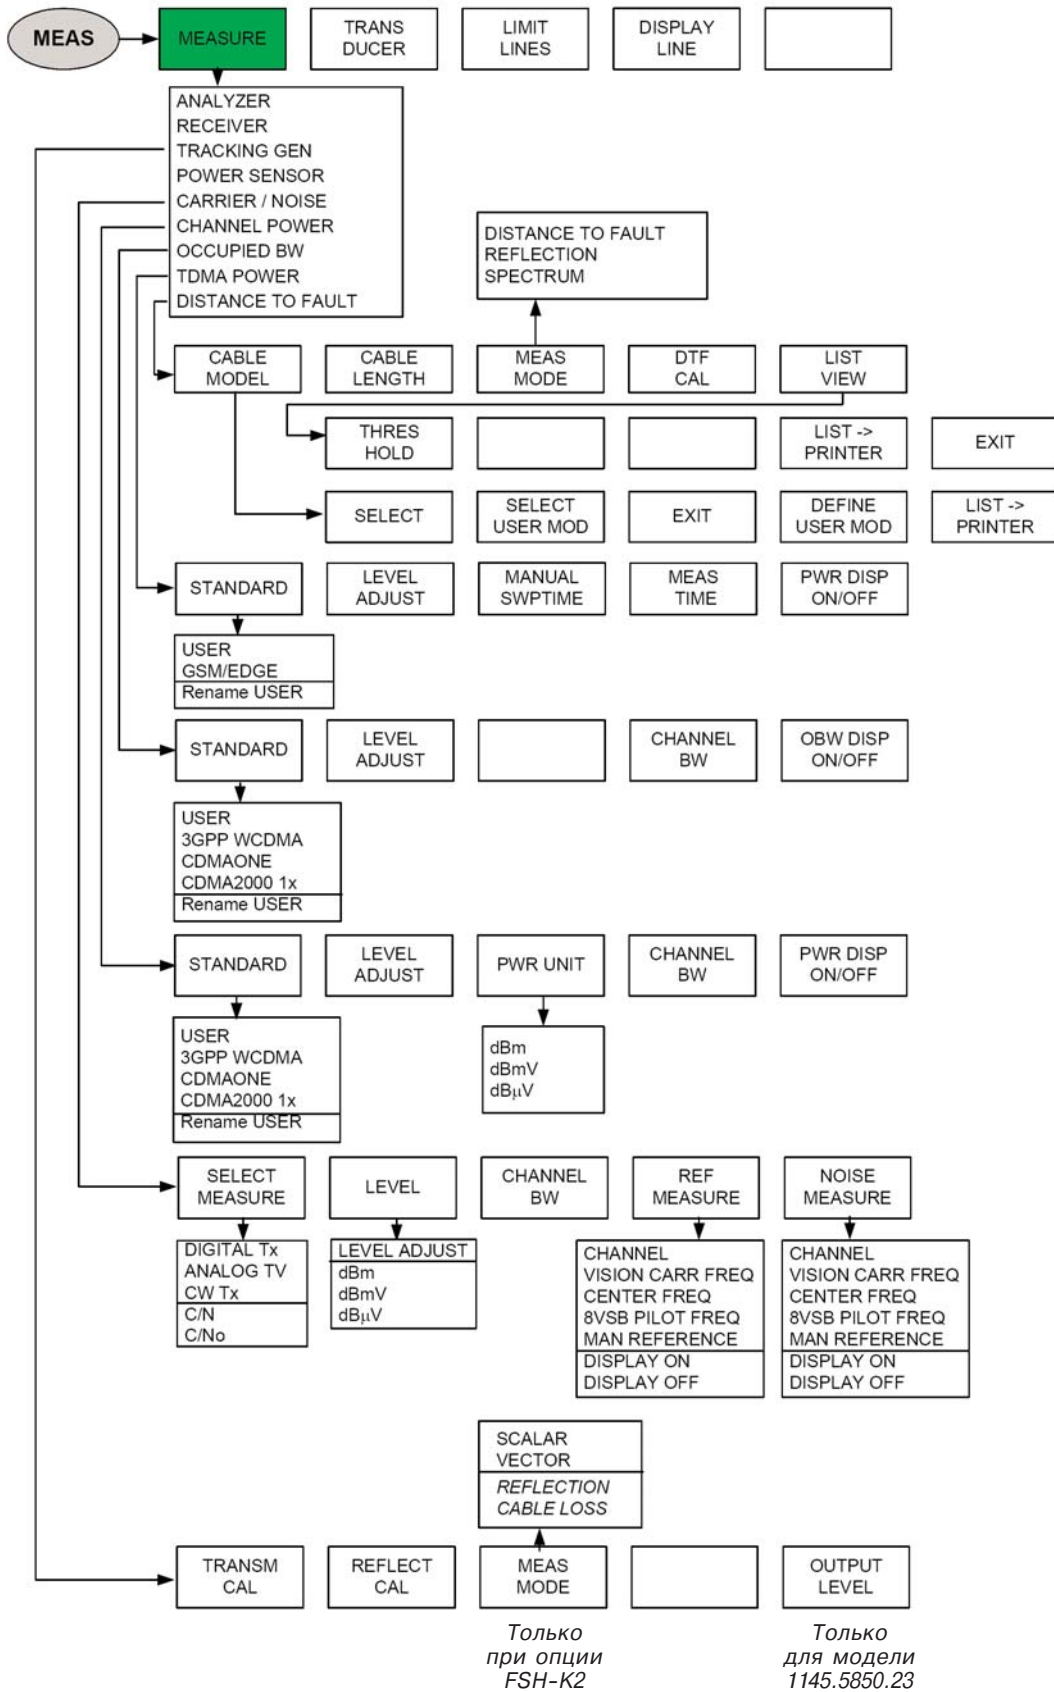 MEAS
MEASURE
TRANS
DUCER
LIMIT
LINES
DISPLAY
LINE
ANALYZER
RECEIVER
TRACKING GEN
POWER SENSOR
CARRIER / NOISE
CHANNEL POWER
OCCUPIED BW
TDMA POWER
DISTANCE TO FAULT
DISTANCE TO FAULT
REFLECTION
SPECTRUM
CABLE
MODEL
CABLE
LENGTH
MEAS
MODE
DTF
CAL
LIST
VIEW
THRES
HOLD
LIST ->
PRINTER
EXIT
SELECT
SELECT
USER MOD
EXIT
DEFINE
USER MOD
LIST ->
PRINTER
STANDARD
LEVEL
ADJUST
MANUAL
SWPTIME
MEAS
TIME
PWR DISP
ON/OFF
USER
GSM/EDGE
Rename USER
STANDARD
LEVEL
ADJUST
CHANNEL
BW
OBW DISP
ON/OFF
USER
3GPP WCDMA
CDMAONE
CDMA2000 1x
Rename USER
STANDARD
LEVEL
ADJUST
PWR UNIT
CHANNEL
BW
PWR DISP
ON/OFF
USER
3GPP WCDMA
CDMAONE
CDMA2000 1x
Rename USER
dBm
dBmV
dBµV
SELECT
MEASURE
LEVEL
CHANNEL
BW
REF
MEASURE
NOISE
MEASURE
DIGITAL Tx
ANALOG TV
CW Tx
C/N
C/No
LEVEL ADJUST
dBm
dBmV
dBµV
CHANNEL
VISION CARR FREQ
CENTER FREQ
8VSB PILOT FREQ
MAN REFERENCE
DISPLAY ON
DISPLAY OFF
CHANNEL
VISION CARR FREQ
CENTER FREQ
8VSB PILOT FREQ
MAN REFERENCE
DISPLAY ON
DISPLAY OFF
SCALAR
VECTOR
REFLECTION
CABLE LOSS
TRANSM
CAL
REFLECT
CAL
MEAS
MODE
OUTPUT
LEVEL
Только
при опции
FSH-K2
Только
для модели
1145.5850.23